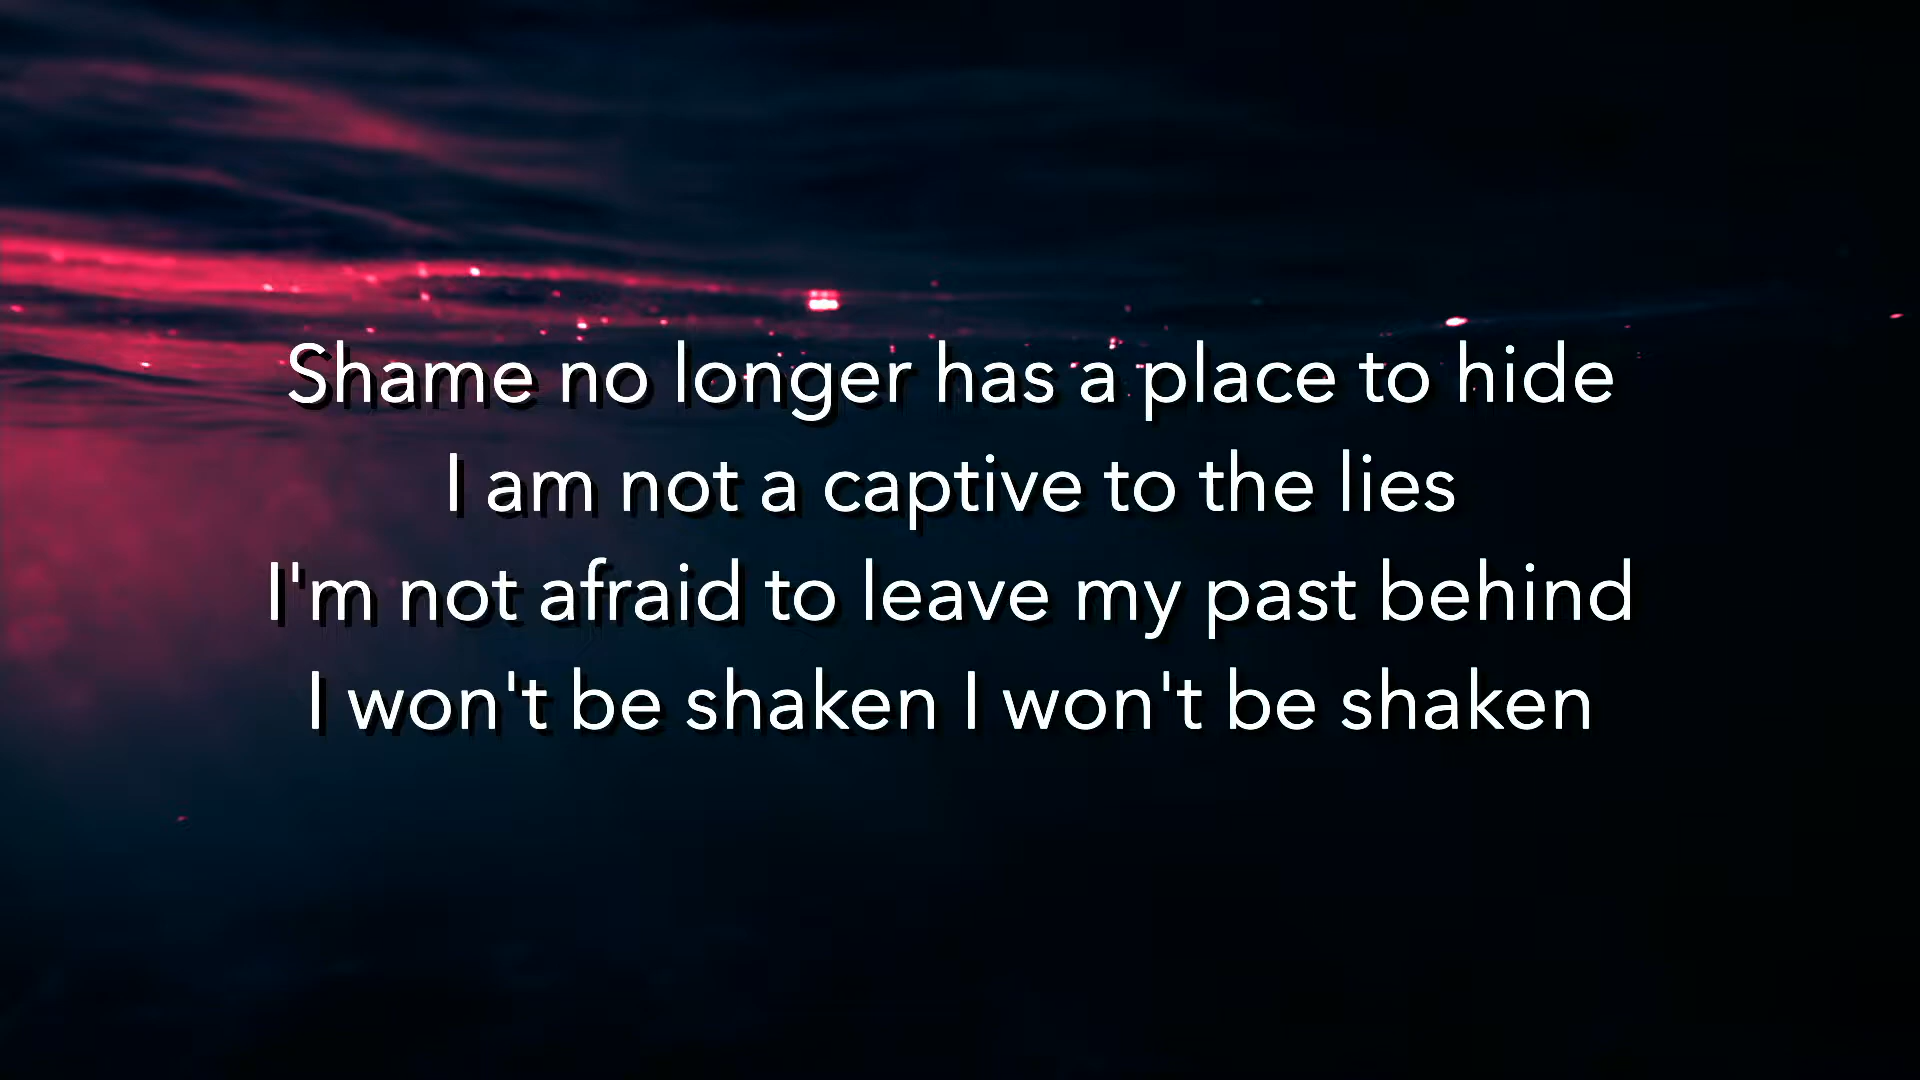 Shame no longer has a place to hide
I am not a captive to the lies
I'm not afraid to leave my past behind
I won't be shaken I won't be shaken